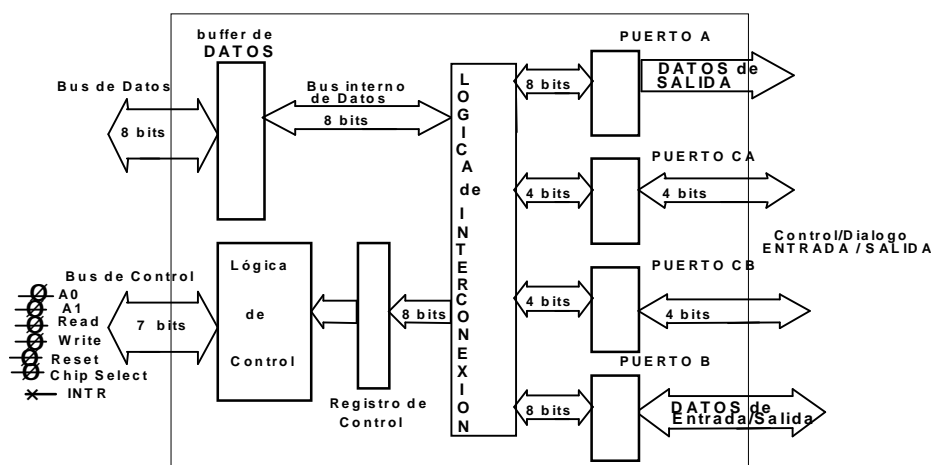 buffer de
DATOS
PUERTO A
Bus de Datos
8 bits
Bus interno
de Datos
8 bits
LOGICA de INTERCONEXION
8 bits
DATOS de
SALIDA
PUERTO CA
4 bits
4 bits
Control/Dialogo
ENTRADA / SALIDA
Bus de Control
A0
A1
Read
Write
Reset
Chip Select
INTR
7 bits
Lógica
de
Control
8 bits
Registro de
Control
PUERTO CB
4 bits
4 bits
PUERTO B
8 bits
DATOS de
Entrada/Salida